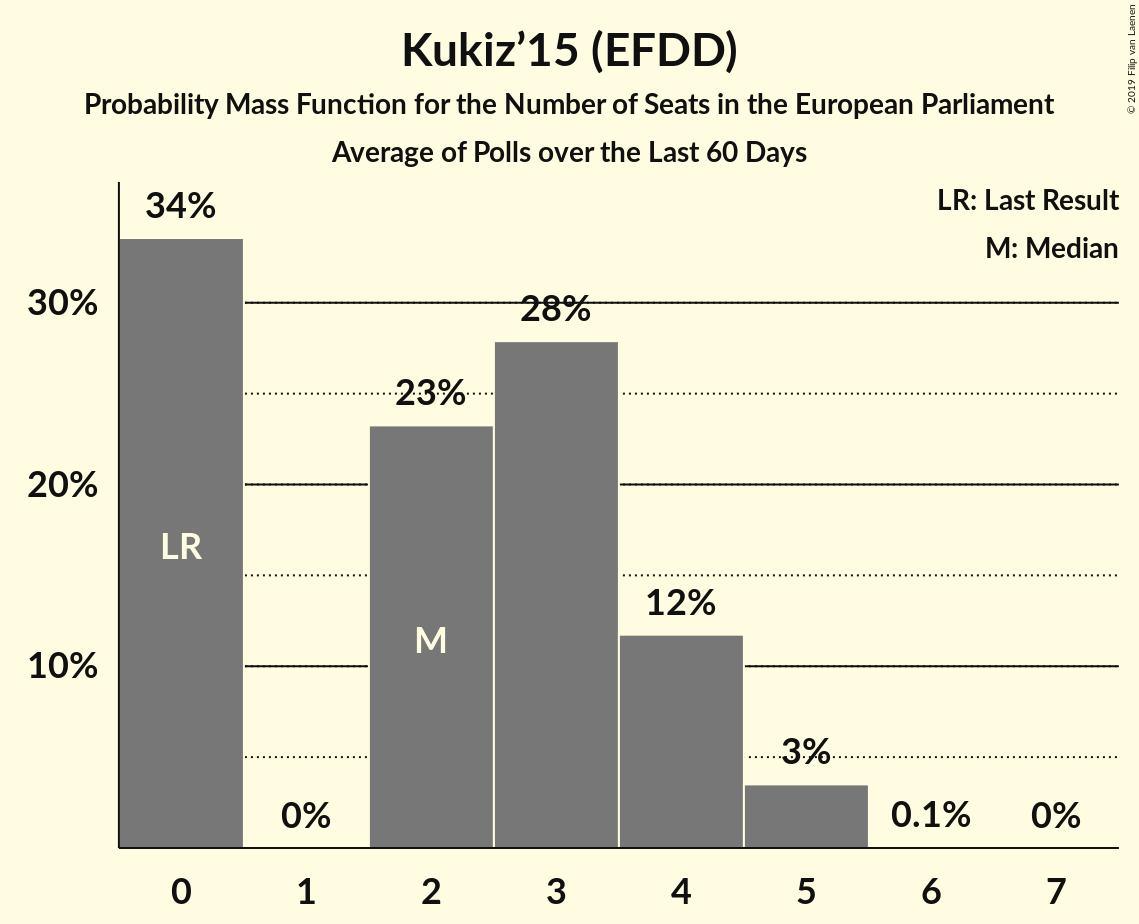 Kukiz’15 (EFDD)
Probability Mass Function for the Number of Seats in the European Parliament
Average of Polls over the Last 60 Days
© 2019 Filip van Laenen
LR: Last Result
M: Median
34%
30%
28%
23%
20%
LR
12%
M
10%
3%
0%
0.1%
0%
0 1 2 3 4 5 6 7